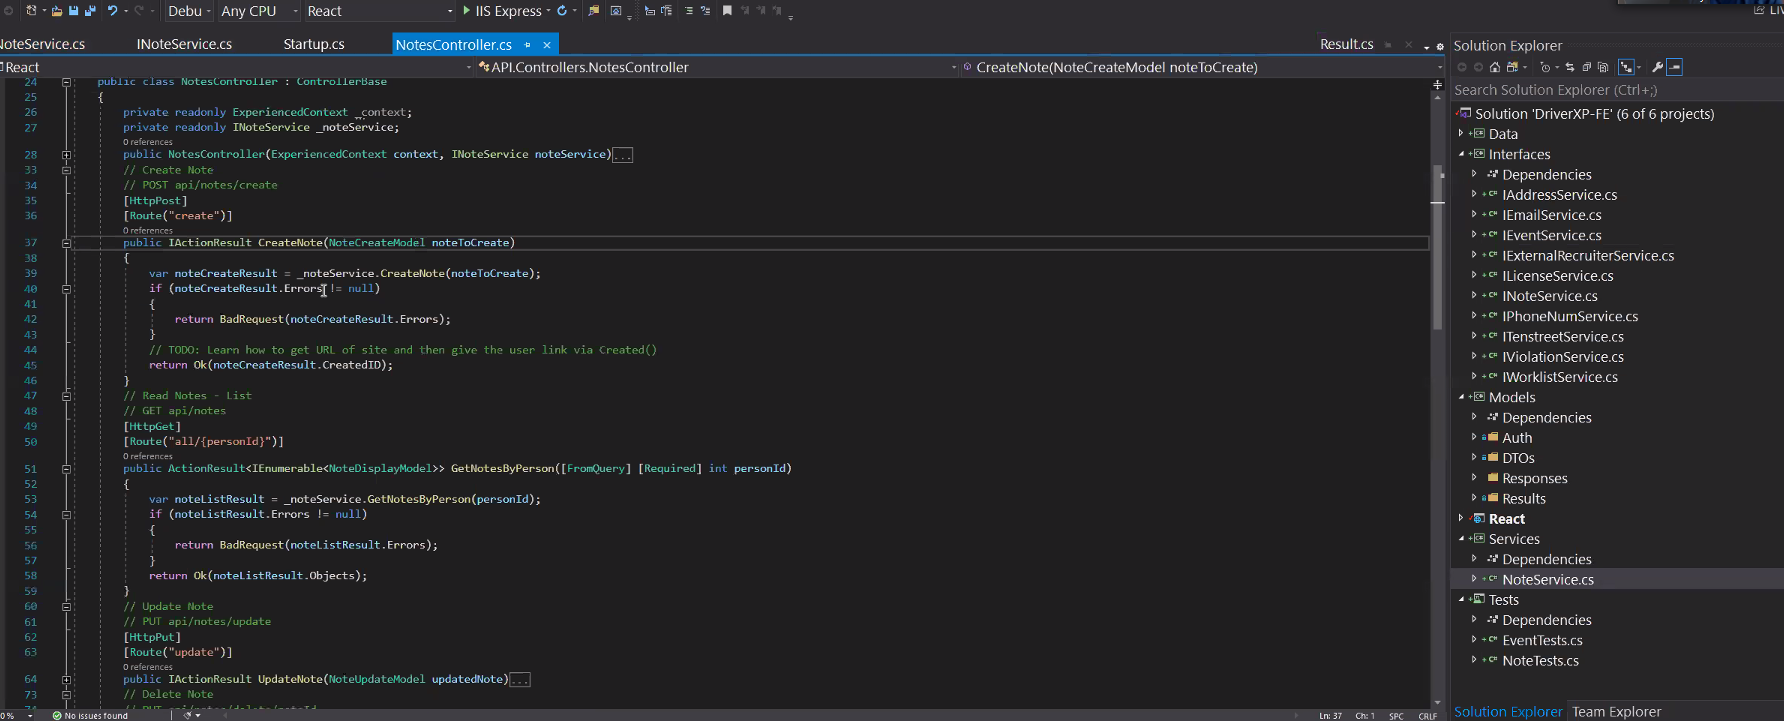 Debu
Any CPU
React
IIS Express
NoteService.cs
INoteService.cs
Startup.cs
NotesController.cs
Result.cs
React
API.Controllers.NotesController
CreateNote(NoteCreateModel noteToCreate)
24 public class NotesController : ControllerBase
25 {
26 private readonly ExperiencedContext _context;
27 private readonly INoteService _noteService;
0 references
28 public NotesController(ExperiencedContext context, INoteService noteService)...
33 // Create Note
34 // POST api/notes/create
35 [HttpPost]
36 [Route("create")]
0 references
37 public IActionResult CreateNote(NoteCreateModel noteToCreate)
38 {
39 var noteCreateResult = _noteService.CreateNote(noteToCreate);
40 if (noteCreateResult.Errors != null)
41 {
42 return BadRequest(noteCreateResult.Errors);
43 }
44 // TODO: Learn how to get URL of site and then give the user link via Created()
45 return Ok(noteCreateResult.CreatedID);
46 }
47 // Read Notes - List
48 // GET api/notes
49 [HttpGet]
50 [Route("all/{personId}")]
0 references
51 public ActionResult<IEnumerable<NoteDisplayModel>> GetNotesByPerson([FromQuery] [Required] int personId)
52 {
53 var noteListResult = _noteService.GetNotesByPerson(personId);
54 if (noteListResult.Errors != null)
55 {
56 return BadRequest(noteListResult.Errors);
57 }
58 return Ok(noteListResult.Objects);
59 }
60 // Update Note
61 // PUT api/notes/update
62 [HttpPut]
63 [Route("update")]
0 references
64 public IActionResult UpdateNote(NoteUpdateModel updatedNote)...
73 // Delete Note
0 %
No issues found
Ln: 37
Ch: 1
SPC
CRLF
Solution Explorer
Search Solution Explorer (Ctrl+;)
Solution 'DriverXP-FE' (6 of 6 projects)
Data
Interfaces
Dependencies
IAddressService.cs
IEmailService.cs
IEventService.cs
IExternalRecruiterService.cs
ILicenseService.cs
INoteService.cs
IPhoneNumService.cs
ITenstreetService.cs
IViolationService.cs
IWorklistService.cs
Models
Dependencies
Auth
DTOs
Responses
Results
React
Services
Dependencies
NoteService.cs
Tests
Dependencies
EventTests.cs
NoteTests.cs
Solution Explorer
Team Explorer